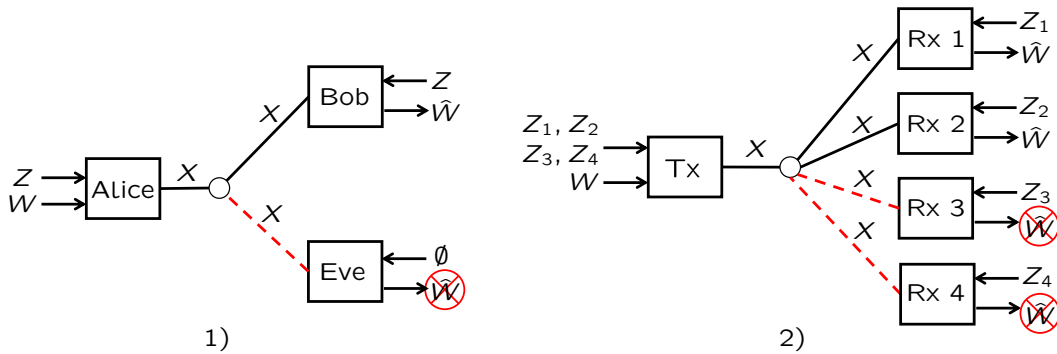 Z
W
Alice
X
X
Bob
Z
Ŵ
X
Eve
∅
Ŵ
1)
Z₁, Z₂
Z₃, Z₄
W
Tx
X
X
Rx 1
Z₁
Ŵ
X
Rx 2
Z₂
Ŵ
X
Rx 3
Z₃
Ŵ
X
Rx 4
Z₄
Ŵ
2)